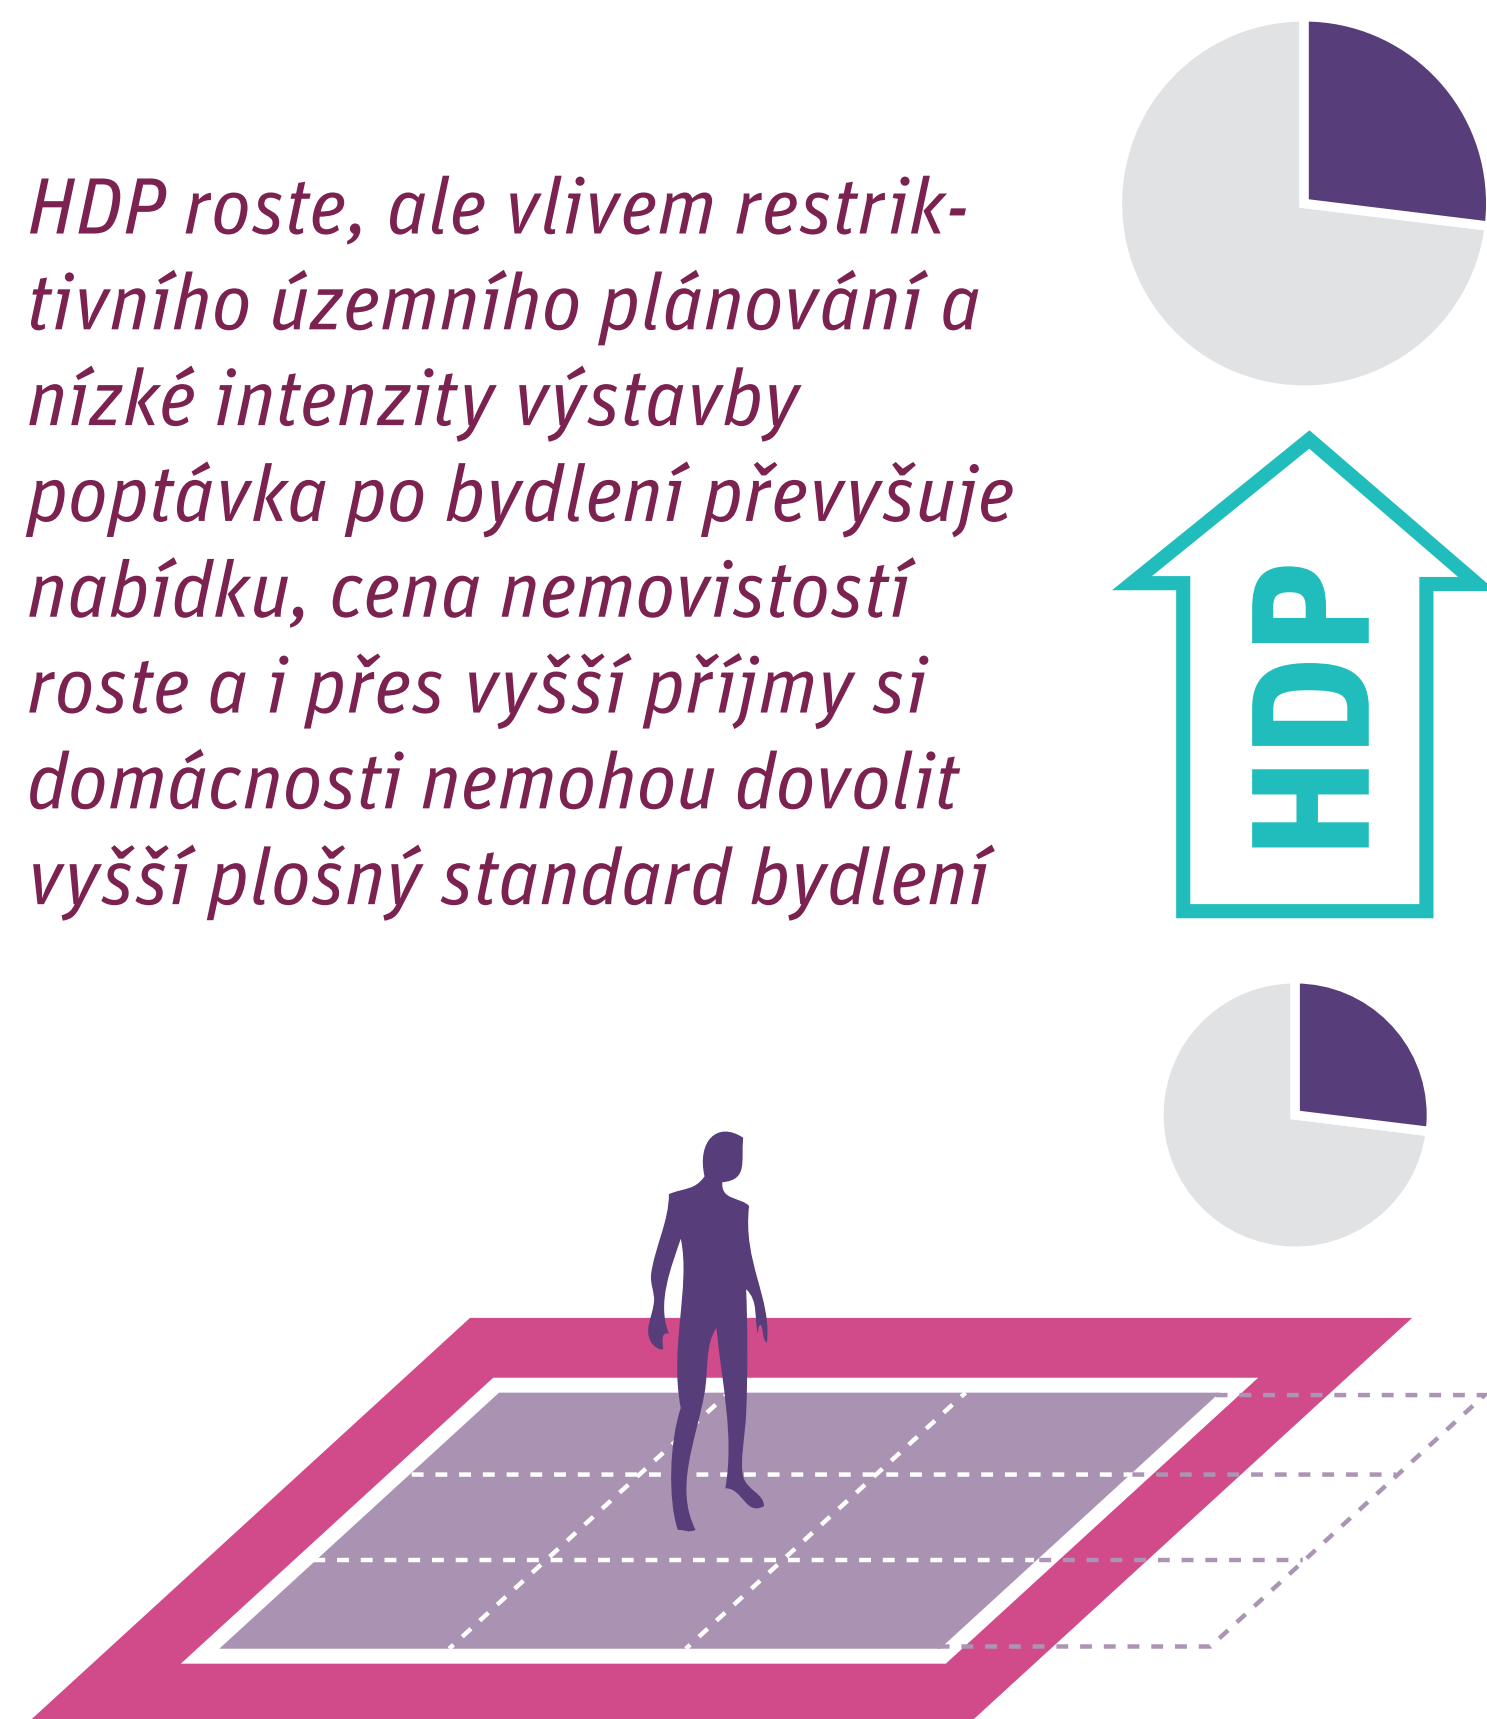 HDP roste, ale vlivem restrik-
tivního územního plánování a
nízké intenzity výstavby
poptávka po bydlení převyšuje
nabídku, cena nemovistostí
roste a i přes vyšší příjmy si
domácnosti nemohou dovolit
vyšší plošný standard bydlení
HDP